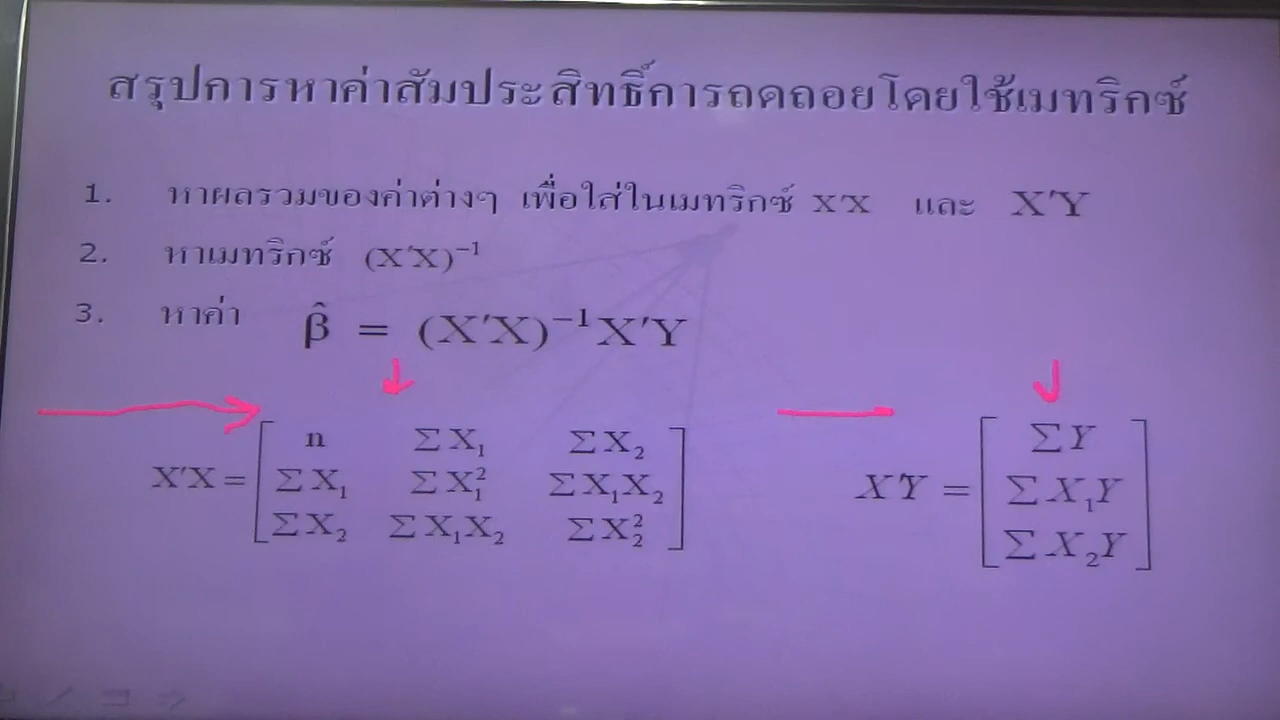 สรุปการหาค่าสัมประสิทธิ์การถดถอยโดยใช้เมทริกซ์
1. หาผลรวมของค่าต่างๆ เพื่อใส่ในเมทริกซ์ X'X และ X'Y
2. หาเมทริกซ์ (X'X)⁻¹
3. หาค่า β̂ = (X'X)⁻¹X'Y
X'X = [ n ΣX₁ ΣX₂
ΣX₁ ΣX₁² ΣX₁X₂
ΣX₂ ΣX₁X₂ ΣX₂² ]
X'Y = [ ΣY
ΣX₁Y
ΣX₂Y ]